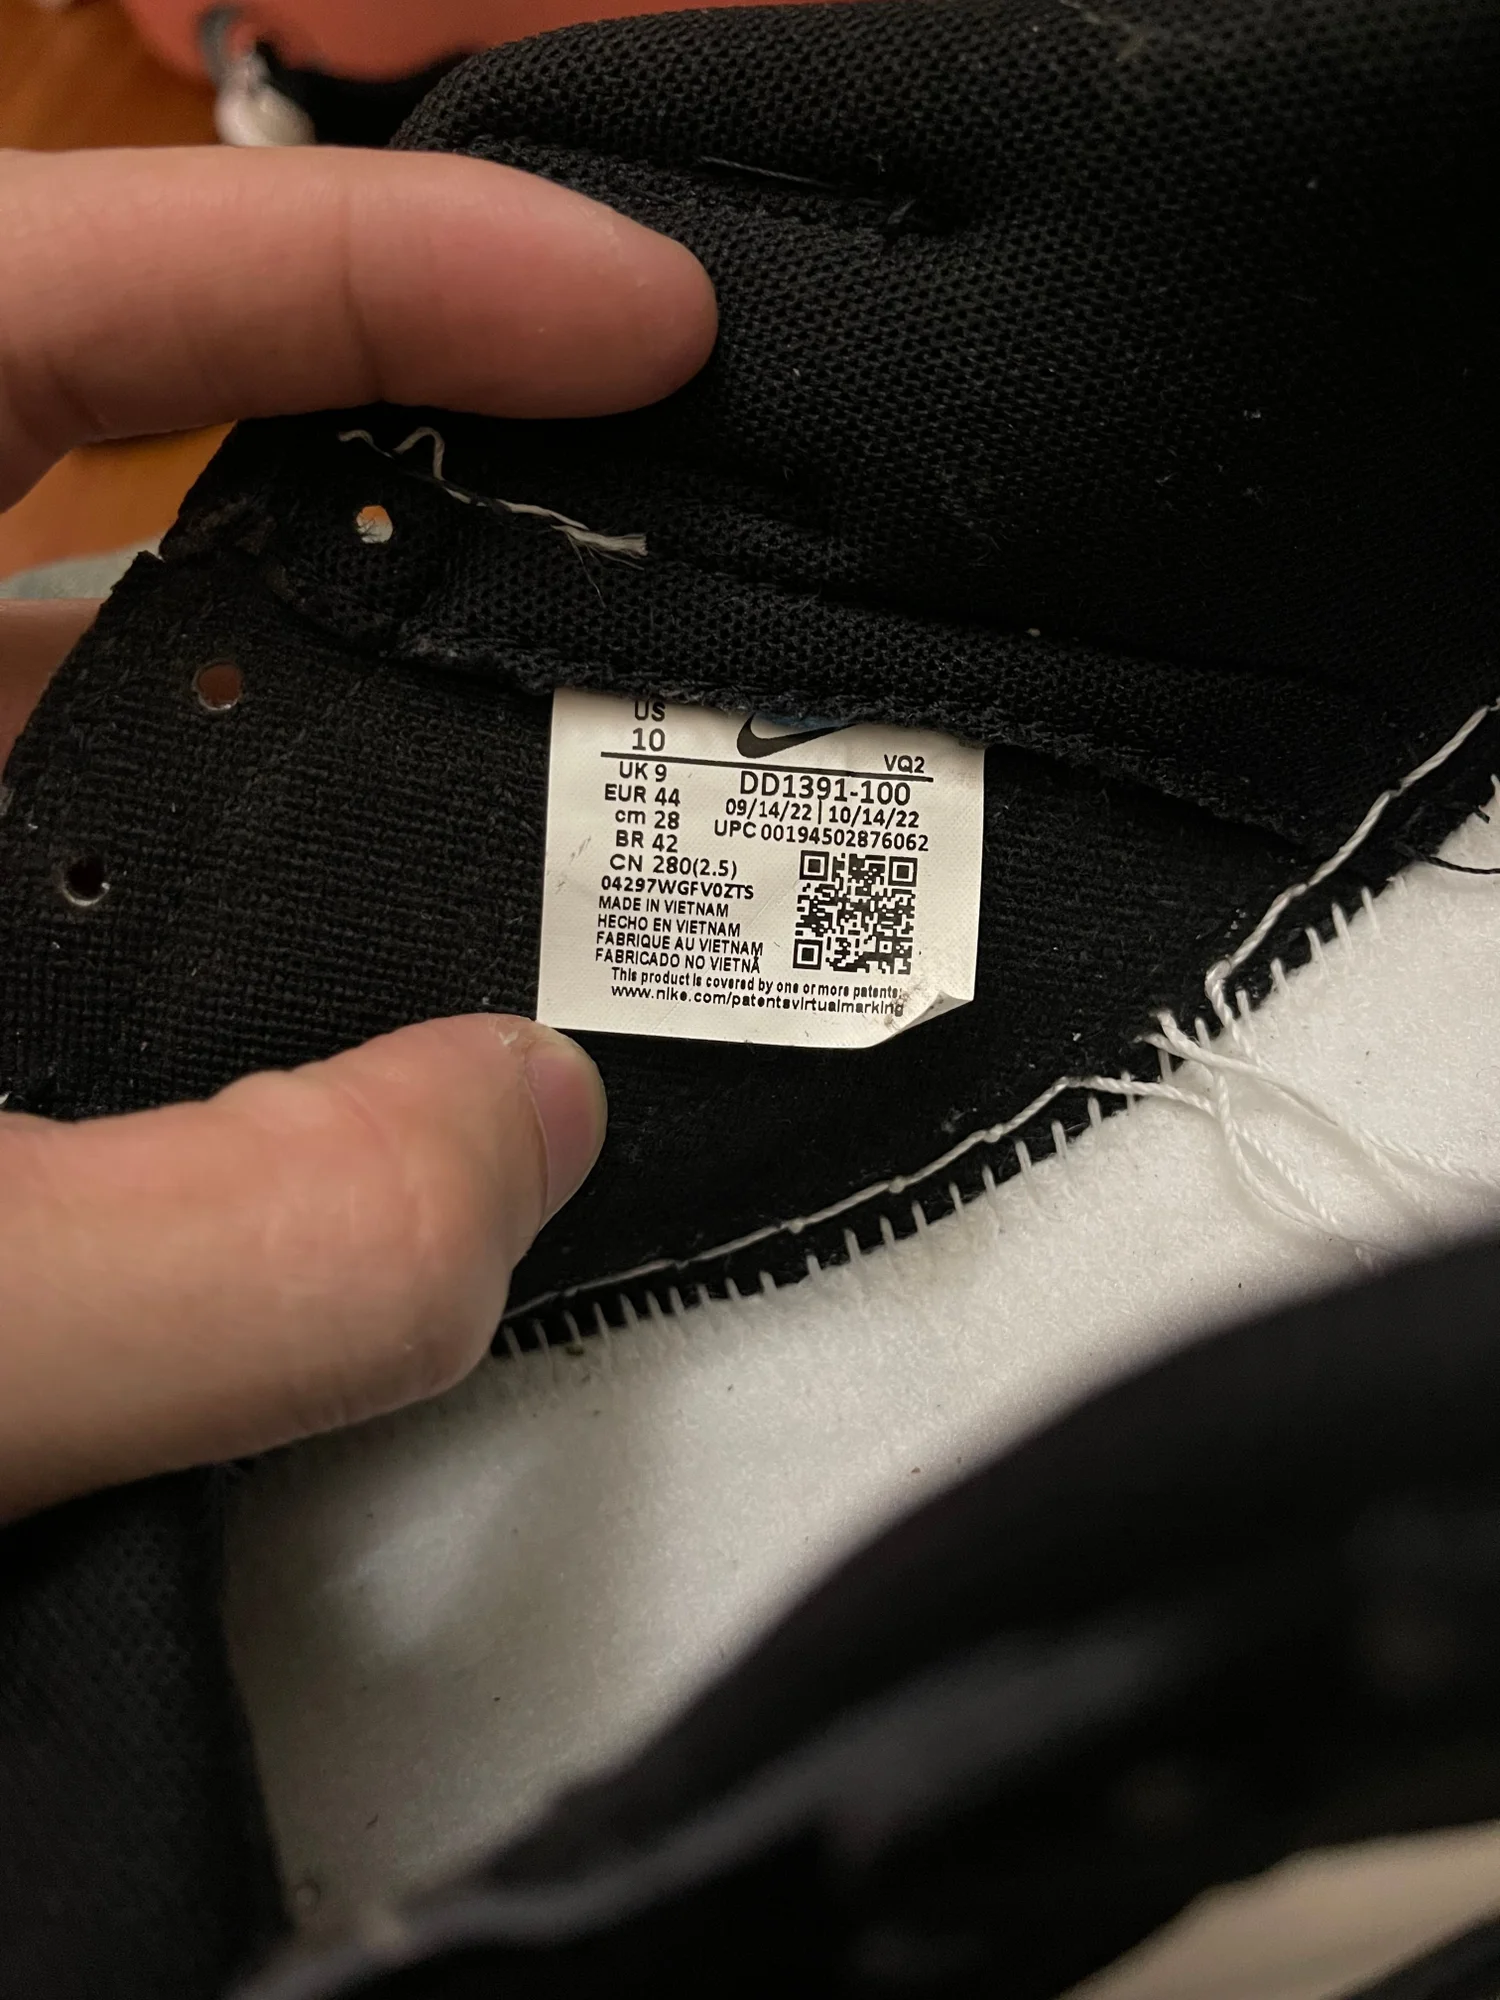 US
10
VQ2
UK 9
EUR 44
cm 28
BR 42
CN 280(2.5)
DD1391-100
09/14/22 | 10/14/22
UPC 00194502876062
04297WGFV0ZTS
MADE IN VIETNAM
HECHO EN VIETNAM
FABRIQUE AU VIETNAM
FABRICADO NO VIETNÃ
This product is covered by one or more patents:
www.nike.com/patentsvirtualmarking